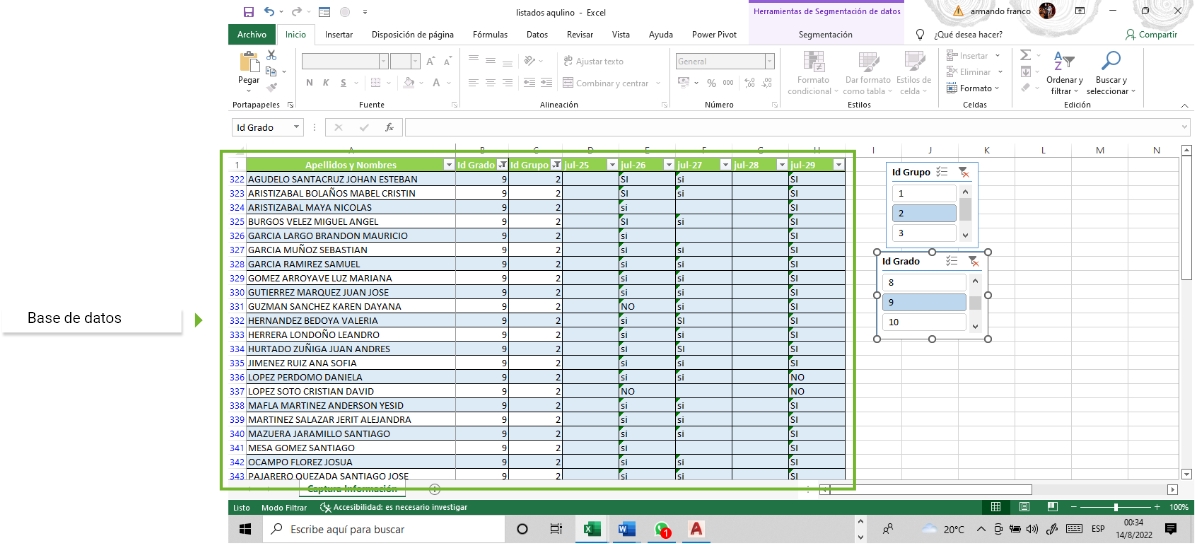 listados aqulino - Excel
Herramientas de Segmentación de datos
armando franco
Archivo Inicio Insertar Disposición de página Fórmulas Datos Revisar Vista Ayuda Power Pivot Segmentación ¿Qué desea hacer? Compartir
Pegar
N K S
A A
A
Ajustar texto
Combinar y centrar
General
% 000
Formato condicional
Dar formato como tabla
Estilos de celda
Insertar
Eliminar
Formato
Ordenar y filtrar
Buscar y seleccionar
Portapapeles Fuente Alineación Número Estilos Celdas Edición
Id Grado
fx
A B C D E F G H I J K L M N
1 Apellidos y Nombres Id Grado Id Grupo jul-25 jul-26 jul-27 jul-28 jul-29
322 AGUDELO SANTACRUZ JOHAN ESTEBAN 9 2 SI si SI
323 ARISTIZABAL BOLAÑOS MABEL CRISTIN 9 2 SI si SI
324 ARISTIZABAL MAYA NICOLAS 9 2 si SI
325 BURGOS VELEZ MIGUEL ANGEL 9 2 SI si SI
326 GARCIA LARGO BRANDON MAURICIO 9 2 si SI
327 GARCIA MUÑOZ SEBASTIAN 9 2 si si SI
328 GARCIA RAMIREZ SAMUEL 9 2 si si SI
329 GOMEZ ARROYAVE LUZ MARIANA 9 2 si si SI
330 GUTIERREZ MARQUEZ JUAN JOSE 9 2 si si SI
331 GUZMAN SANCHEZ KAREN DAYANA 9 2 NO si SI
332 HERNANDEZ BEDOYA VALERIA 9 2 si SI SI
333 HERRERA LONDOÑO LEANDRO 9 2 si si SI
334 HURTADO ZUÑIGA JUAN ANDRES 9 2 si SI SI
335 JIMENEZ RUIZ ANA SOFIA 9 2 si si SI
336 LOPEZ PERDOMO DANIELA 9 2 si si NO
337 LOPEZ SOTO CRISTIAN DAVID 9 2 NO NO
338 MAFLA MARTINEZ ANDERSON YESID 9 2 si si SI
339 MARTINEZ SALAZAR JERIT ALEJANDRA 9 2 si si SI
340 MAZUERA JARAMILLO SANTIAGO 9 2 si si SI
341 MESA GOMEZ SANTIAGO 9 2 si SI
342 OCAMPO FLOREZ JOSUA 9 2 si si SI
343 PAJARERO QUEZADA SANTIAGO JOSE 9 2 si si SI
Id Grupo
1
2
3
Id Grado
8
9
10
Base de datos
Captura Información
Listo Modo Filtrar Accesibilidad: es necesario investigar 100%
Escribe aquí para buscar
1
20°C ESP 00:34
14/8/2022